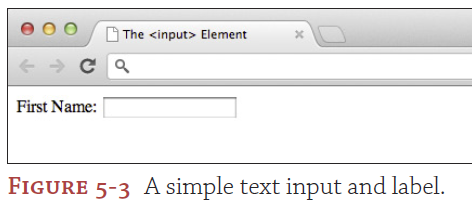 The <input> Element
First Name:
FIGURE 5-3 A simple text input and label.